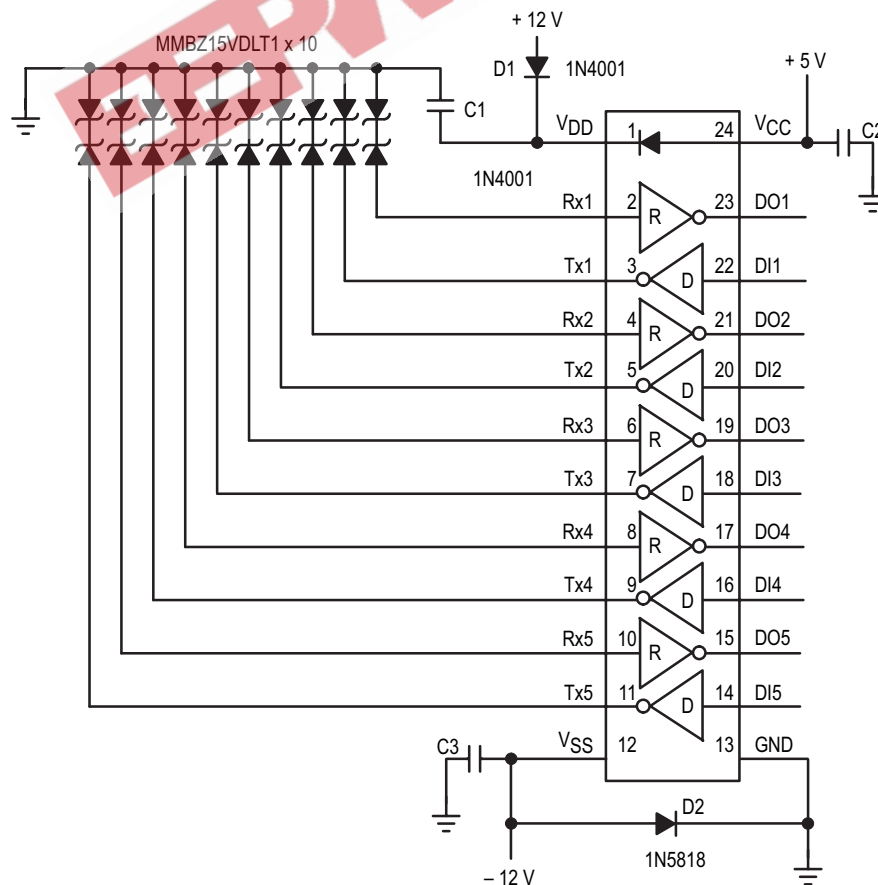 EEPW
+ 12 V
MMBZ15VDLT1 x 10
D1 1N4001
+ 5 V
C1
VDD 1 24 VCC
C2
1N4001
Rx1 2 R 23 DO1
Tx1 3 D 22 DI1
Rx2 4 R 21 DO2
Tx2 5 D 20 DI2
Rx3 6 R 19 DO3
Tx3 7 D 18 DI3
Rx4 8 R 17 DO4
Tx4 9 D 16 DI4
Rx5 10 R 15 DO5
Tx5 11 D 14 DI5
C3
VSS 12 13 GND
D2
1N5818
– 12 V